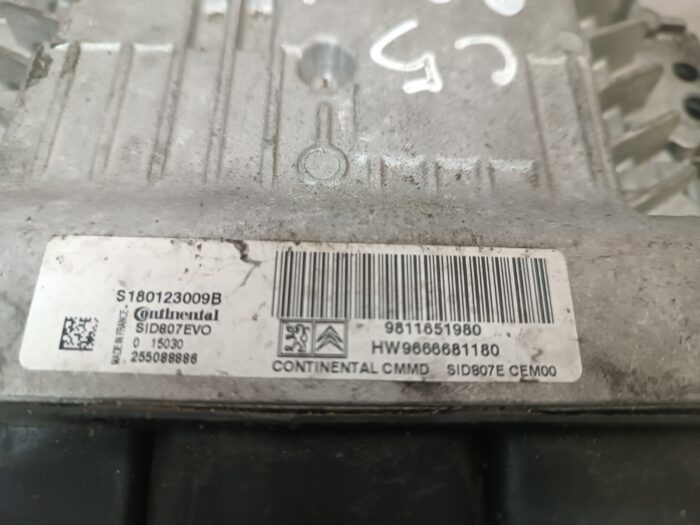 C5
S180123009B
Continental
SID807EVO
0 15030
255088886
MADE IN FRANCE
9811651980
HW9666681180
CONTINENTAL CMMD SID807E CEM00